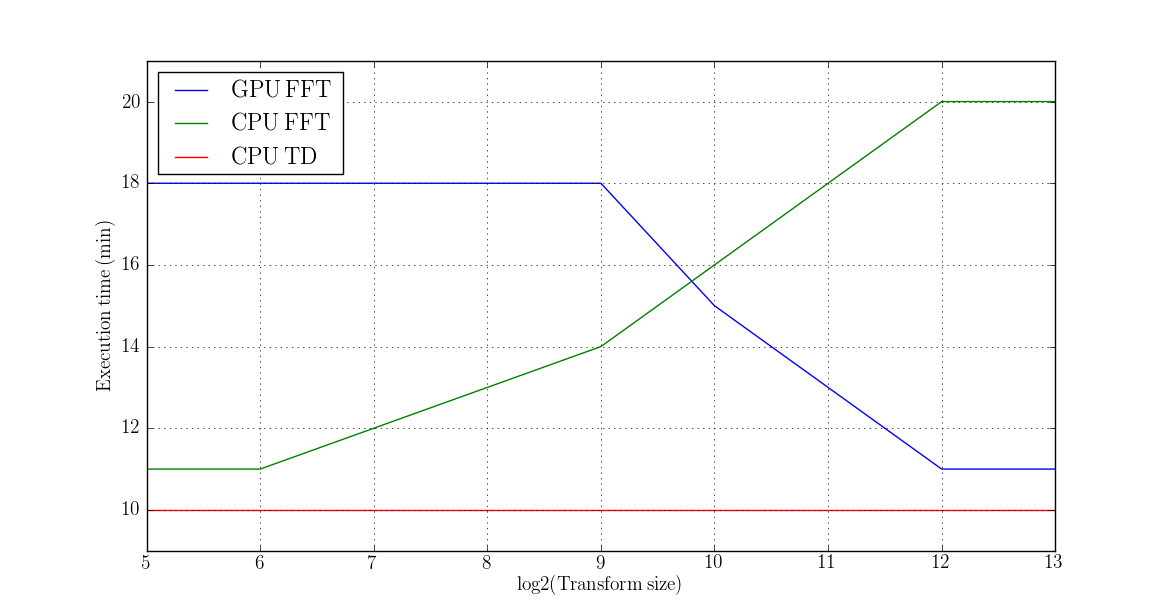 GPU FFT
CPU FFT
CPU TD
20
18
16
14
12
10
Execution time (min)
5 6 7 8 9 10 11 12 13
log2(Transform size)